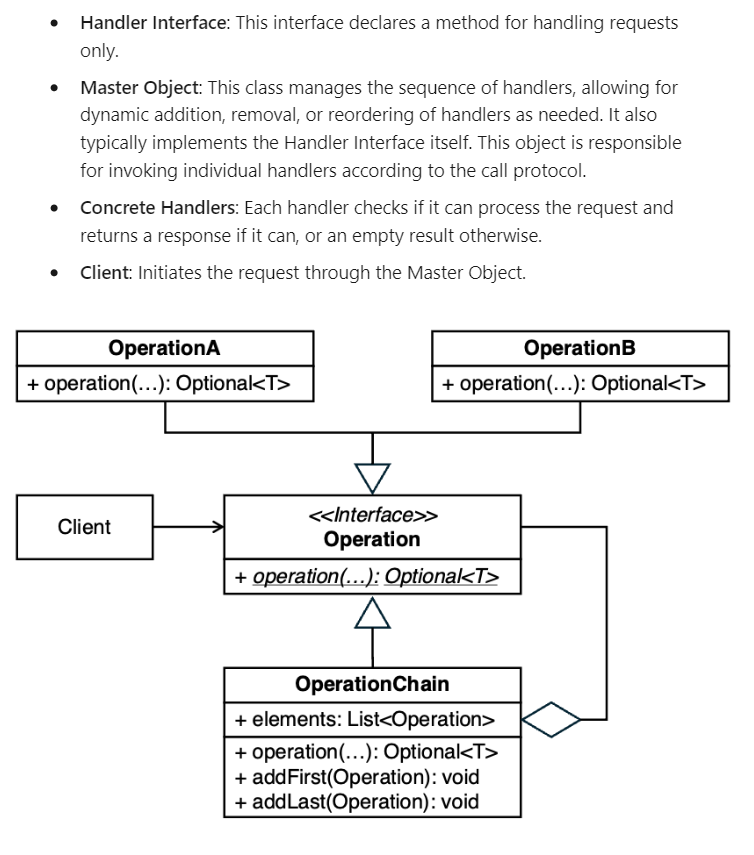 • Handler Interface: This interface declares a method for handling requests
only.
• Master Object: This class manages the sequence of handlers, allowing for
dynamic addition, removal, or reordering of handlers as needed. It also
typically implements the Handler Interface itself. This object is responsible
for invoking individual handlers according to the call protocol.
• Concrete Handlers: Each handler checks if it can process the request and
returns a response if it can, or an empty result otherwise.
• Client: Initiates the request through the Master Object.
OperationA
+ operation(...): Optional<T>
OperationB
+ operation(...): Optional<T>
Client
<<Interface>>
Operation
+ operation(...): Optional<T>
OperationChain
+ elements: List<Operation>
+ operation(...): Optional<T>
+ addFirst(Operation): void
+ addLast(Operation): void